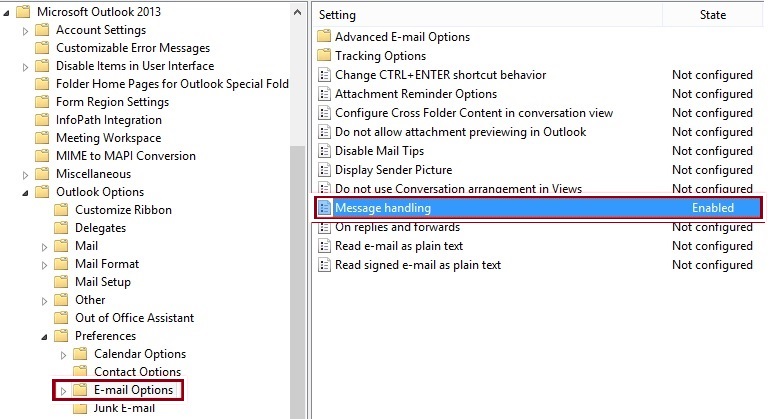 Microsoft Outlook 2013
Account Settings
Customizable Error Messages
Disable Items in User Interface
Folder Home Pages for Outlook Special Fold
Form Region Settings
InfoPath Integration
Meeting Workspace
MIME to MAPI Conversion
Miscellaneous
Outlook Options
Customize Ribbon
Delegates
Mail
Mail Format
Mail Setup
Other
Out of Office Assistant
Preferences
Calendar Options
Contact Options
E-mail Options
Junk E-mail
Setting State
Advanced E-mail Options
Tracking Options
Change CTRL+ENTER shortcut behavior Not configured
Attachment Reminder Options Not configured
Configure Cross Folder Content in conversation view Not configured
Do not allow attachment previewing in Outlook Not configured
Disable Mail Tips Not configured
Display Sender Picture Not configured
Do not use Conversation arrangement in Views Not configured
Message handling Enabled
On replies and forwards Not configured
Read e-mail as plain text Not configured
Read signed e-mail as plain text Not configured